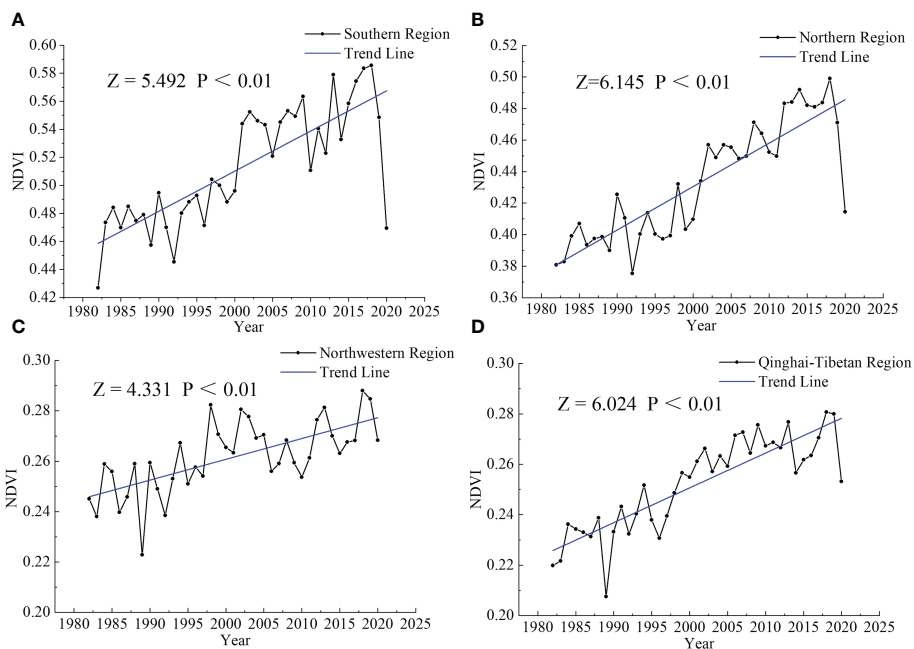 A
Southern Region
Trend Line
Z = 5.492 P < 0.01
NDVI
0.60
0.58
0.56
0.54
0.52
0.50
0.48
0.46
0.44
0.42
1980 1985 1990 1995 2000 2005 2010 2015 2020 2025
Year
B
Northern Region
Trend Line
Z=6.145 P < 0.01
NDVI
0.52
0.50
0.48
0.46
0.44
0.42
0.40
0.38
0.36
1980 1985 1990 1995 2000 2005 2010 2015 2020 2025
Year
C
Northwestern Region
Trend Line
Z = 4.331 P < 0.01
NDVI
0.30
0.28
0.26
0.24
0.22
0.20
1980 1985 1990 1995 2000 2005 2010 2015 2020 2025
Year
D
Qinghai-Tibetan Region
Trend Line
Z = 6.024 P < 0.01
NDVI
0.30
0.28
0.26
0.24
0.22
0.20
1980 1985 1990 1995 2000 2005 2010 2015 2020 2025
Year